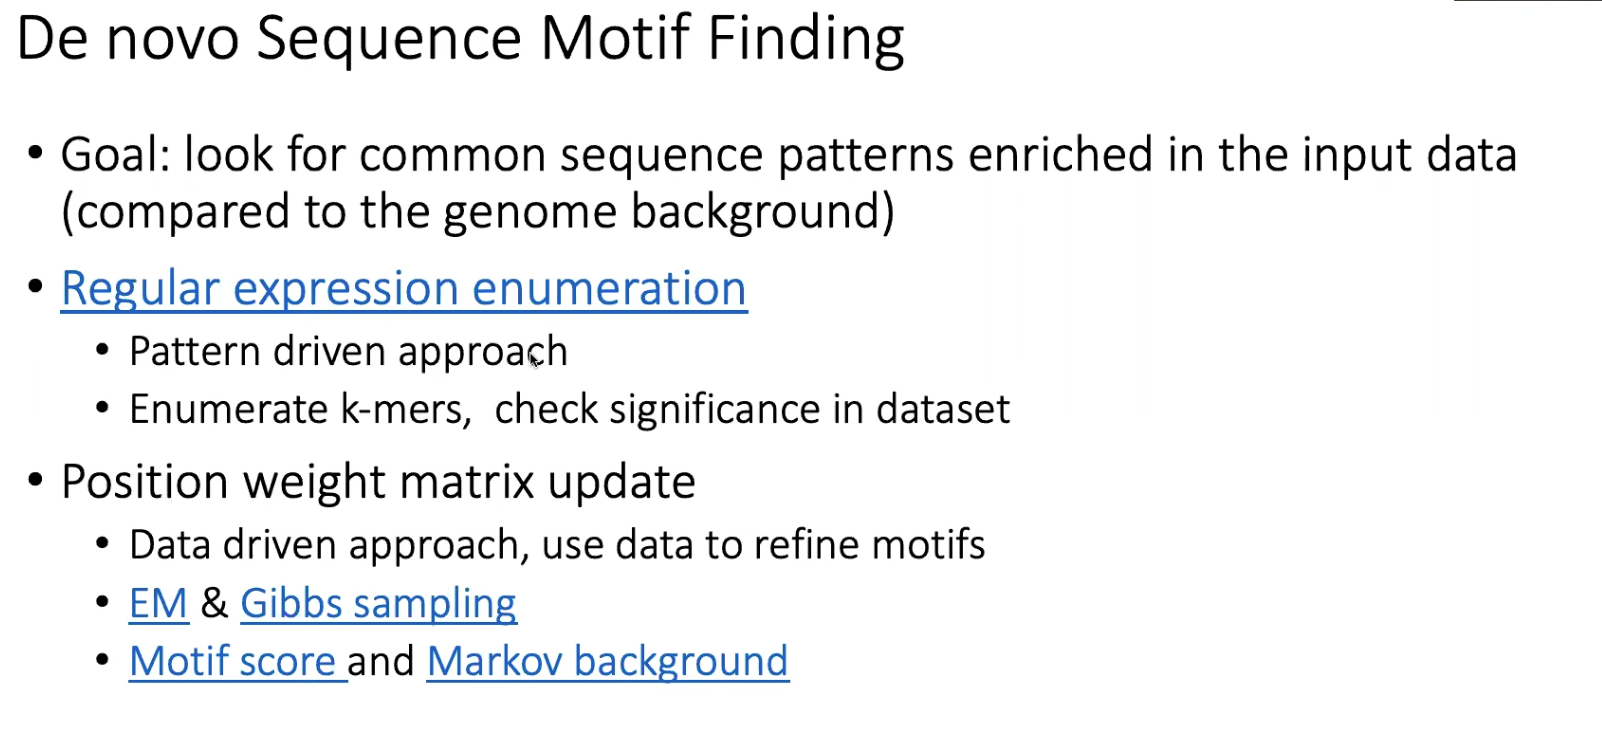 De novo Sequence Motif Finding
• Goal: look for common sequence patterns enriched in the input data
(compared to the genome background)
• Regular expression enumeration
• Pattern driven approach
• Enumerate k-mers,  check significance in dataset
• Position weight matrix update
• Data driven approach, use data to refine motifs
• EM & Gibbs sampling
• Motif score and Markov background